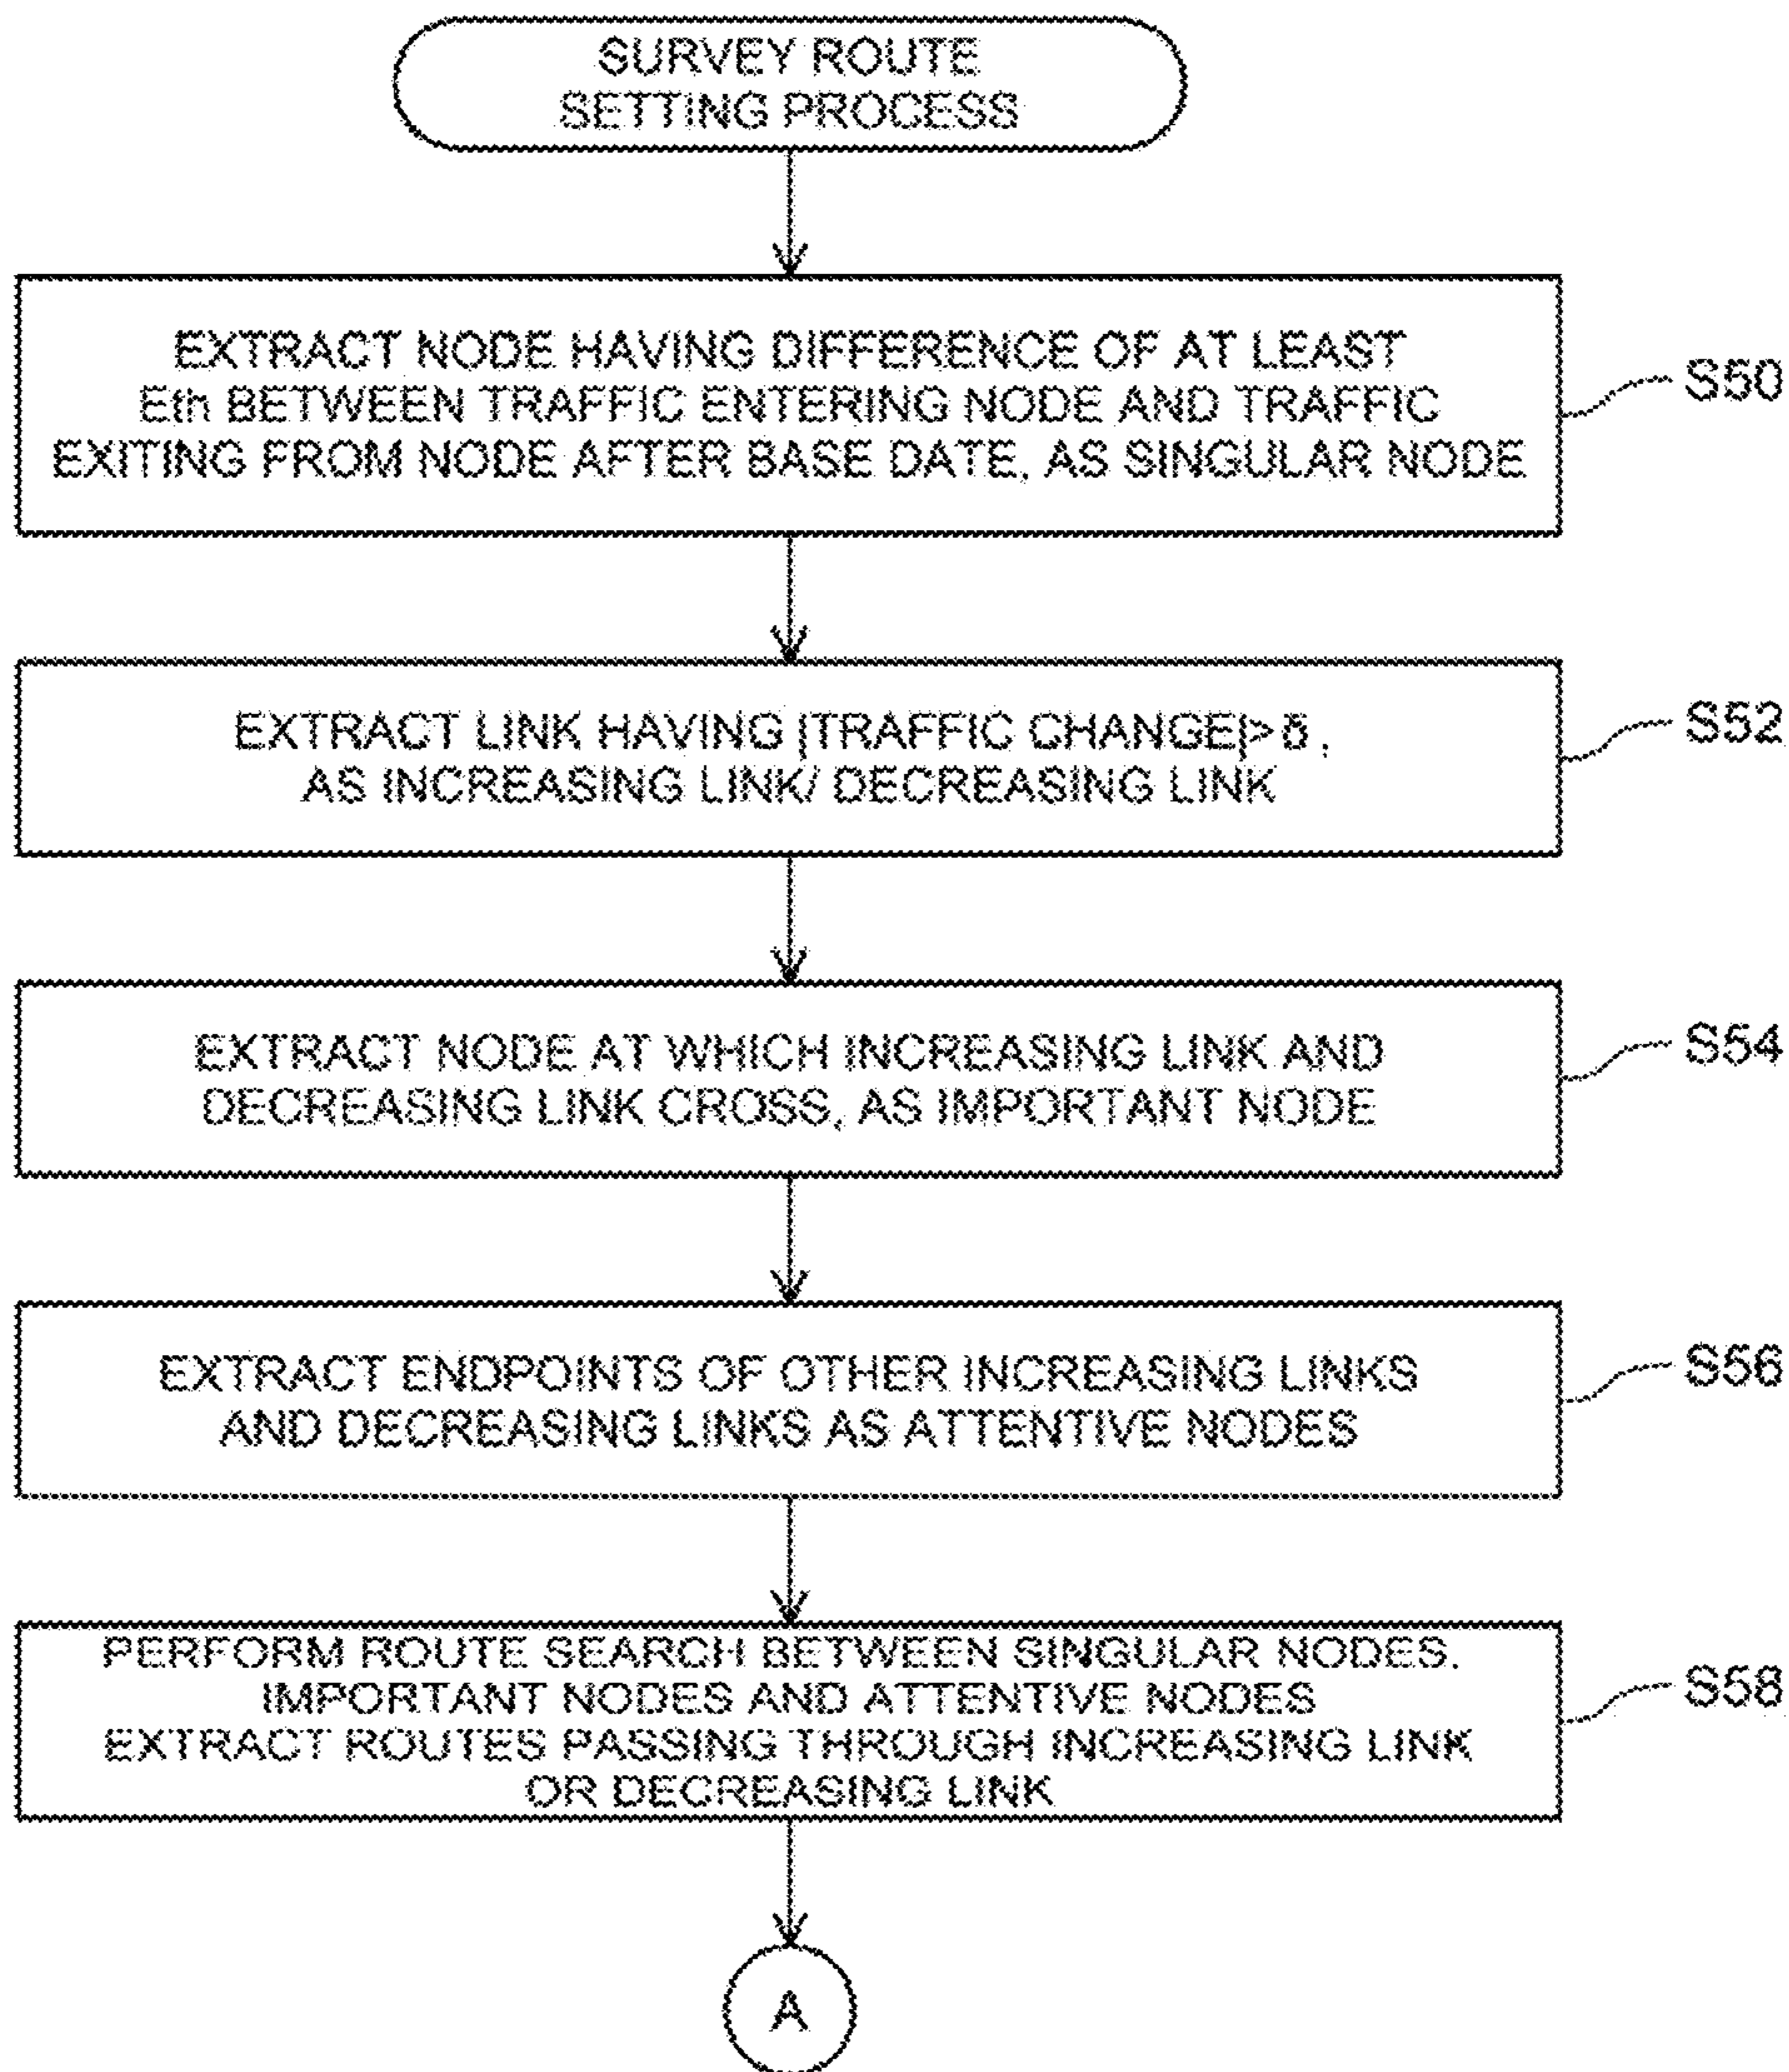 SURVEY ROUTE
SETTING PROCESS
EXTRACT NODE HAVING DIFFERENCE OF AT LEAST
Eth BETWEEN TRAFFIC ENTERING NODE AND TRAFFIC
EXITING FROM NODE AFTER BASE DATE, AS SINGULAR NODE
S50
EXTRACT LINK HAVING |TRAFFIC CHANGE|> δ ,
AS INCREASING LINK/ DECREASING LINK
S52
EXTRACT NODE AT WHICH INCREASING LINK AND
DECREASING LINK CROSS, AS IMPORTANT NODE
S54
EXTRACT ENDPOINTS OF OTHER INCREASING LINKS
AND DECREASING LINKS AS ATTENTIVE NODES
S56
PERFORM ROUTE SEARCH BETWEEN SINGULAR NODES,
IMPORTANT NODES AND ATTENTIVE NODES
EXTRACT ROUTES PASSING THROUGH INCREASING LINK
OR DECREASING LINK
S58
A